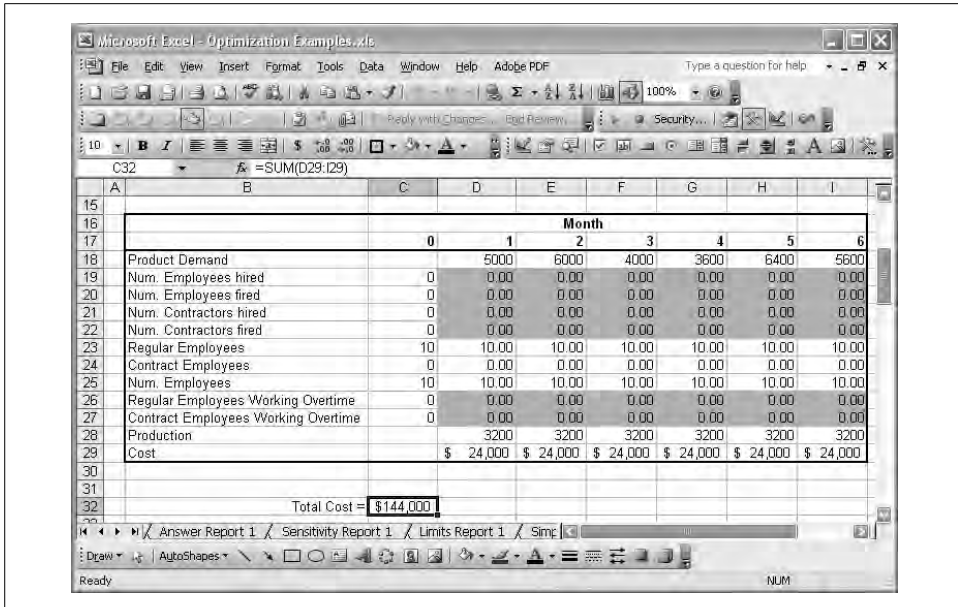 Microsoft Excel - Optimization Examples.xls
File Edit View Insert Format Tools Data Window Help Adobe PDF Type a question for help
100%
Reply with Changes... End Review... Security...
10 B I
C32 fx =SUM(D29:I29)
A B C D E F G H I
15
16 Month
17 0 1 2 3 4 5 6
18 Product Demand 5000 6000 4000 3600 6400 5600
19 Num. Employees hired 0 0.00 0.00 0.00 0.00 0.00 0.00
20 Num. Employees fired 0 0.00 0.00 0.00 0.00 0.00 0.00
21 Num. Contractors hired 0 0.00 0.00 0.00 0.00 0.00 0.00
22 Num. Contractors fired 0 0.00 0.00 0.00 0.00 0.00 0.00
23 Regular Employees 10 10.00 10.00 10.00 10.00 10.00 10.00
24 Contract Employees 0 0.00 0.00 0.00 0.00 0.00 0.00
25 Num. Employees 10 10.00 10.00 10.00 10.00 10.00 10.00
26 Regular Employees Working Overtime 0 0.00 0.00 0.00 0.00 0.00 0.00
27 Contract Employees Working Overtime 0 0.00 0.00 0.00 0.00 0.00 0.00
28 Production 3200 3200 3200 3200 3200 3200
29 Cost $ 24,000 $ 24,000 $ 24,000 $ 24,000 $ 24,000 $ 24,000
30
31
32 Total Cost = $144,000
Answer Report 1 Sensitivity Report 1 Limits Report 1
Draw AutoShapes
Ready NUM